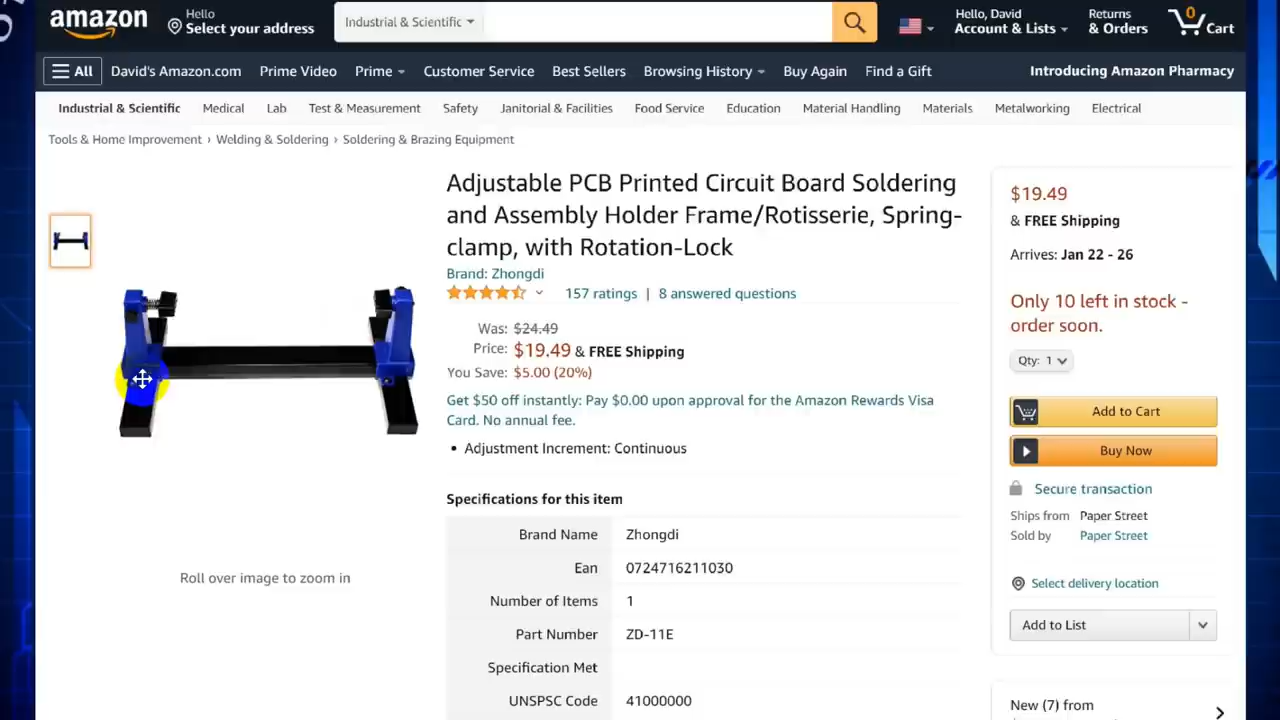 amazon
Hello
Select your address
Industrial & Scientific
Hello, David
Account & Lists
Returns
& Orders
0
Cart
All
David's Amazon.com
Prime Video
Prime
Customer Service
Best Sellers
Browsing History
Buy Again
Find a Gift
Introducing Amazon Pharmacy
Industrial & Scientific
Medical
Lab
Test & Measurement
Safety
Janitorial & Facilities
Food Service
Education
Material Handling
Materials
Metalworking
Electrical
Tools & Home Improvement › Welding & Soldering › Soldering & Brazing Equipment
Adjustable PCB Printed Circuit Board Soldering
and Assembly Holder Frame/Rotisserie, Spring-
clamp, with Rotation-Lock
Brand: Zhongdi
157 ratings | 8 answered questions
Was: $24.49
Price: $19.49 & FREE Shipping
You Save: $5.00 (20%)
Get $50 off instantly: Pay $0.00 upon approval for the Amazon Rewards Visa
Card. No annual fee.
• Adjustment Increment: Continuous
Specifications for this item
Brand Name Zhongdi
Ean 0724716211030
Number of Items 1
Part Number ZD-11E
Specification Met
UNSPSC Code 41000000
Roll over image to zoom in
$19.49
& FREE Shipping
Arrives: Jan 22 - 26
Only 10 left in stock -
order soon.
Qty: 1
Add to Cart
Buy Now
Secure transaction
Ships from Paper Street
Sold by Paper Street
Select delivery location
Add to List
New (7) from